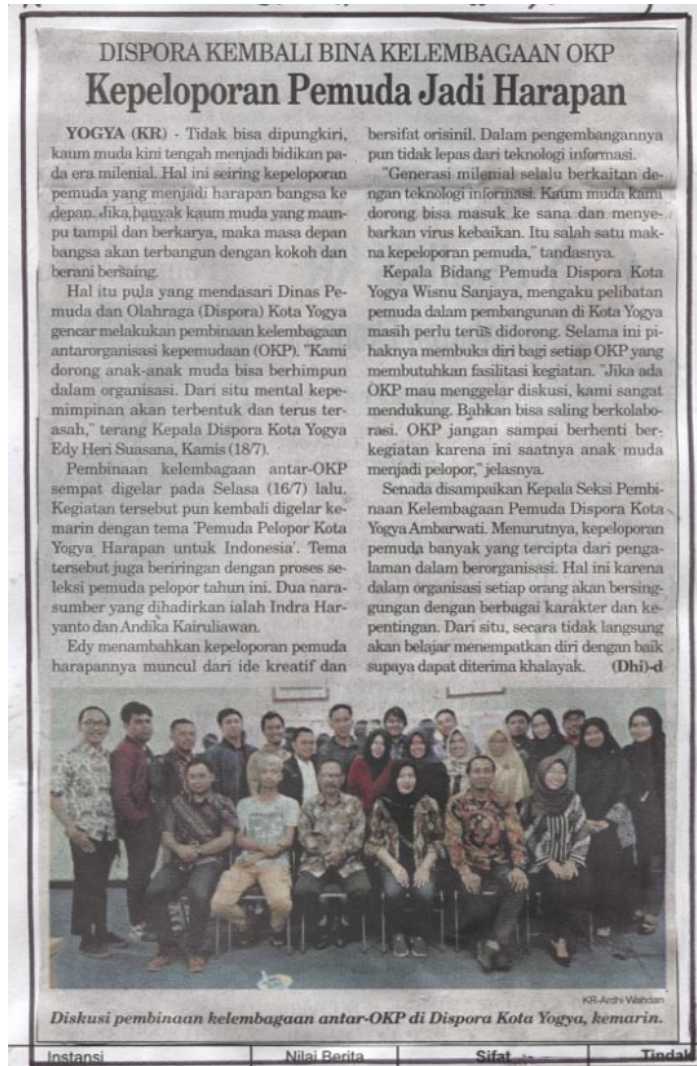 DISPORA KEMBALI BINA KELEMBAGAAN OKP
Kepeloporan Pemuda Jadi Harapan
YOGYA (KR) - Tidak bisa dipungkiri,
kaum muda kini tengah menjadi bidikan pa-
da era milenial. Hal ini seiring kepeloporan
pemuda yang menjadi harapan bangsa ke
depan. Jika banyak kaum muda yang mam-
pu tampil dan berkarya, maka masa depan
bangsa akan terbangun dengan kokoh dan
berani bersaing.
Hal itu pula yang mendasari Dinas Pe-
muda dan Olahraga (Dispora) Kota Yogya
gencar melakukan pembinaan kelembagaan
antarorganisasi kepemudaan (OKP). "Kami
dorong anak-anak muda bisa berhimpun
dalam organisasi. Dari situ mental kepe-
mimpinan akan terbentuk dan terus ter-
asah," terang Kepala Dispora Kota Yogya
Edy Heri Suasana, Kamis (18/7).
Pembinaan kelembagaan antar-OKP
sempat digelar pada Selasa (16/7) lalu.
Kegiatan tersebut pun kembali digelar ke-
marin dengan tema 'Pemuda Pelopor Kota
Yogya Harapan untuk Indonesia'. Tema
tersebut juga beriringan dengan proses se-
leksi pemuda pelopor tahun ini. Dua nara-
sumber yang dihadirkan ialah Indra Har-
yanto dan Andika Kairuliawan.
Edy menambahkan kepeloporan pemuda
harapannya muncul dari ide kreatif dan
bersifat orisinil. Dalam pengembangannya
pun tidak lepas dari teknologi informasi.
"Generasi milenial selalu berkaitan de-
ngan teknologi informasi. Kaum muda kami
dorong bisa masuk ke sana dan menye-
barkan virus kebaikan. Itu salah satu mak-
na kepeloporan pemuda," tandasnya.
Kepala Bidang Pemuda Dispora Kota
Yogya Wisnu Sanjaya, mengaku pelibatan
pemuda dalam pembangunan di Kota Yogya
masih perlu terus didorong. Selama ini pi-
haknya membuka diri bagi setiap OKP yang
membutuhkan fasilitasi kegiatan. "Jika ada
OKP mau menggelar diskusi, kami sangat
mendukung. Bahkan bisa saling berkolabo-
rasi. OKP jangan sampai berhenti ber-
kegiatan karena ini saatnya anak muda
menjadi pelopor," jelasnya.
Senada disampaikan Kepala Seksi Pembi-
naan Kelembagaan Pemuda Dispora Kota
Yogya Ambarwati. Menurutnya, kepeloporan
pemuda banyak yang tercipta dari penga-
laman dalam berorganisasi. Hal ini karena
dalam organisasi setiap orang akan bersing-
gungan dengan berbagai karakter dan ke-
pentingan. Dari situ, secara tidak langsung
akan belajar menempatkan diri dengan baik
supaya dapat diterima khalayak. (Dhi)-d
KR-Ardhi Wahdan
Diskusi pembinaan kelembagaan antar-OKP di Dispora Kota Yogya, kemarin.
Instansi Nilai Berita Sifat Tindak